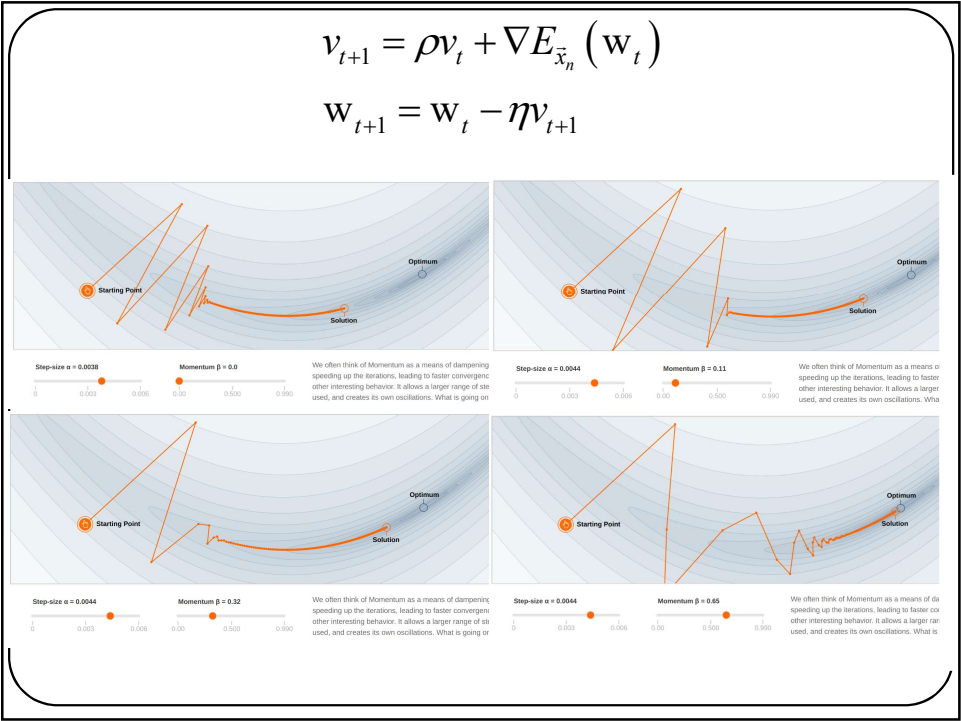 v_{t+1} = ρv_t + ∇E_{\vec{x}_n}(w_t)
w_{t+1} = w_t − ηv_{t+1}
Optimum
Starting Point
Solution
Step-size α = 0.0038
Momentum β = 0.0
0 0.003 0.006
0.00 0.500 0.990
We often think of Momentum as a means of dampening
speeding up the iterations, leading to faster convergenc
other interesting behavior. It allows a larger range of ste
used, and creates its own oscillations. What is going on
Optimum
Starting Point
Solution
Step-size α = 0.0044
Momentum β = 0.11
0 0.003 0.006
0.00 0.500 0.990
We often think of Momentum as a means o
speeding up the iterations, leading to faster
other interesting behavior. It allows a larger
used, and creates its own oscillations. Wha
Optimum
Starting Point
Solution
Step-size α = 0.0044
Momentum β = 0.32
0 0.003 0.006
0.00 0.500 0.990
We often think of Momentum as a means of dampening
speeding up the iterations, leading to faster convergenc
other interesting behavior. It allows a larger range of ste
used, and creates its own oscillations. What is going or
Optimum
Starting Point
Solution
Step-size α = 0.0044
Momentum β = 0.65
0 0.003 0.006
0.00 0.500 0.990
We often think of Momentum as a means of da
speeding up the iterations, leading to faster cor
other interesting behavior. It allows a larger ran
used, and creates its own oscillations. What is